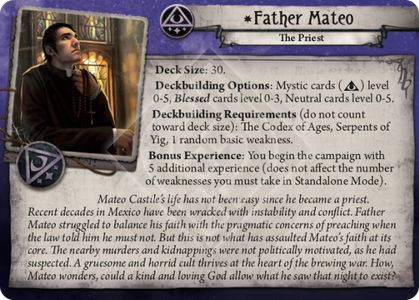 *Father Mateo
The Priest
Deck Size: 30.
Deckbuilding Options: Mystic cards () level
0-5, Blessed cards level 0-3, Neutral cards level 0-5.
Deckbuilding Requirements (do not count
toward deck size): The Codex of Ages, Serpents of
Yig, 1 random basic weakness.
Bonus Experience: You begin the campaign with
5 additional experience (does not affect the number
of weaknesses you must take in Standalone Mode).
Mateo Castile's life has not been easy since he became a priest.
Recent decades in Mexico have been wracked with instability and conflict. Father
Mateo struggled to balance his faith with the pragmatic concerns of preaching when
the law told him he must not. But this is not what has assaulted Mateo's faith at its
core. The nearby murders and kidnappings were not politically motivated, as he had
suspected. A gruesome and horrid cult thrives at the heart of the brewing war. How,
Mateo wonders, could a kind and loving God allow what he saw that night to exist?